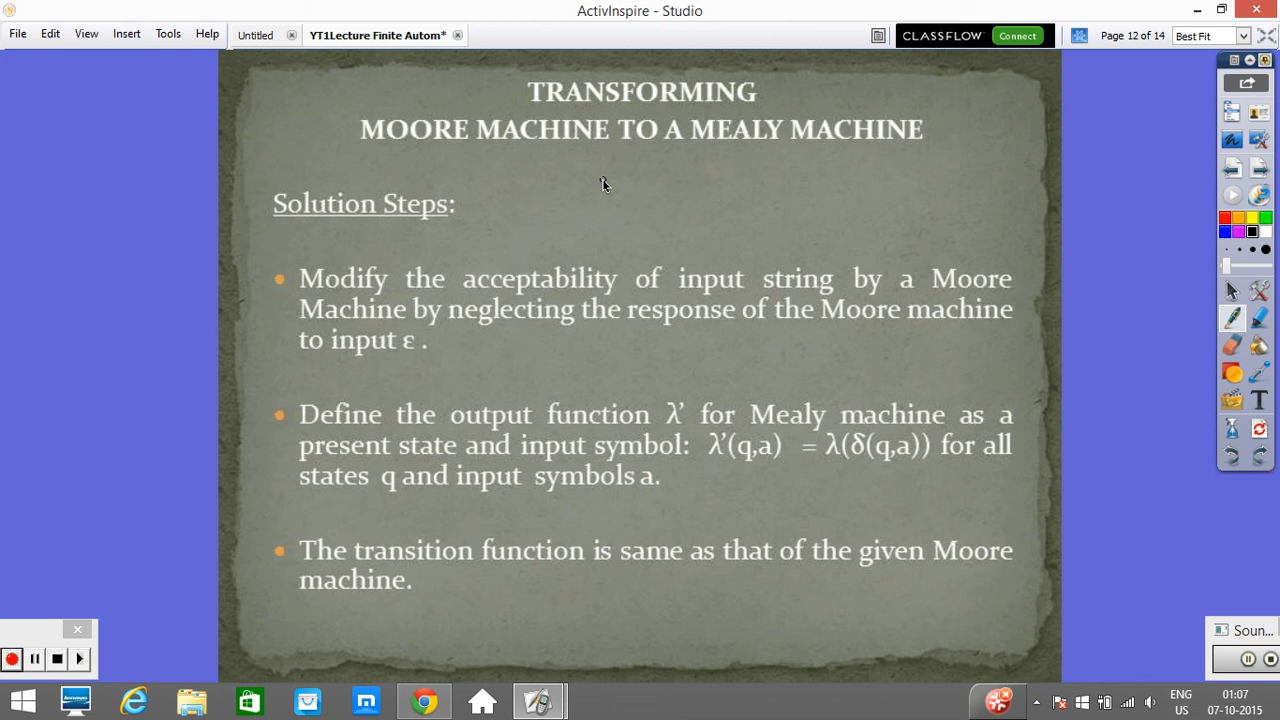 ActivInspire - Studio
File Edit View Insert Tools Help Untitled YT1Lecture Finite Autom* CLASSFLOW Connect Page 12 of 14 Best Fit
TRANSFORMING
MOORE MACHINE TO A MEALY MACHINE
Solution Steps:
• Modify the acceptability of input string by a Moore
Machine by neglecting the response of the Moore machine
to input ε .
• Define the output function λ’ for Mealy machine as a
present state and input symbol: λ’(q,a) = λ(δ(q,a)) for all
states q and input symbols a.
• The transition function is same as that of the given Moore
machine.
Soun...
ENG 01:07
US 07-10-2015